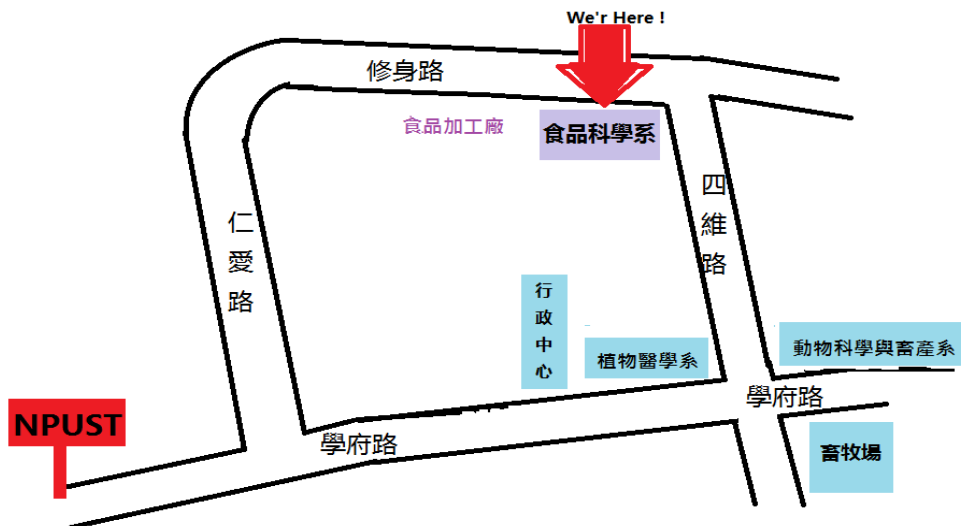 We'r Here !
修身路
食品加工廠
食品科學系
四維路
仁愛路
行政中心
植物醫學系
動物科學與畜產系
學府路
NPUST
學府路
畜牧場